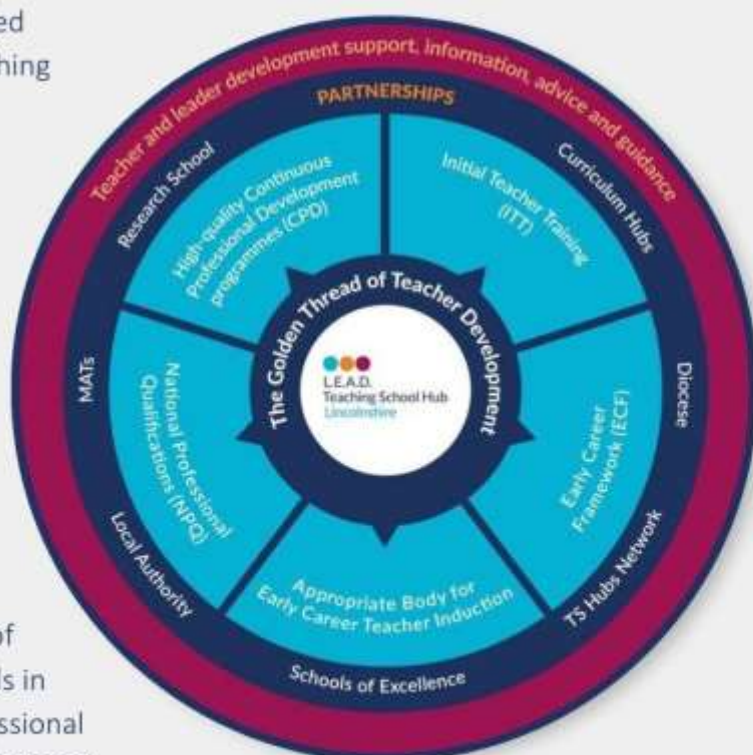 ed
hing
Teacher and leader development support, information, advice and guidance
PARTNERSHIPS
Research School
Curriculum Hubs
MATs
Diocese
Local Authority
TS Hubs Network
Schools of Excellence
High-quality Continuous
Professional Development
programmes (CPD)
Initial Teacher Training
(ITT)
Early Career
Framework (ECF)
Appropriate Body for
Early Career Teacher Induction
National Professional
Qualifications (NPQ)
The Golden Thread of Teacher Development
L.E.A.D.
Teaching School Hub
Lincolnshire
of
ls in
ssional